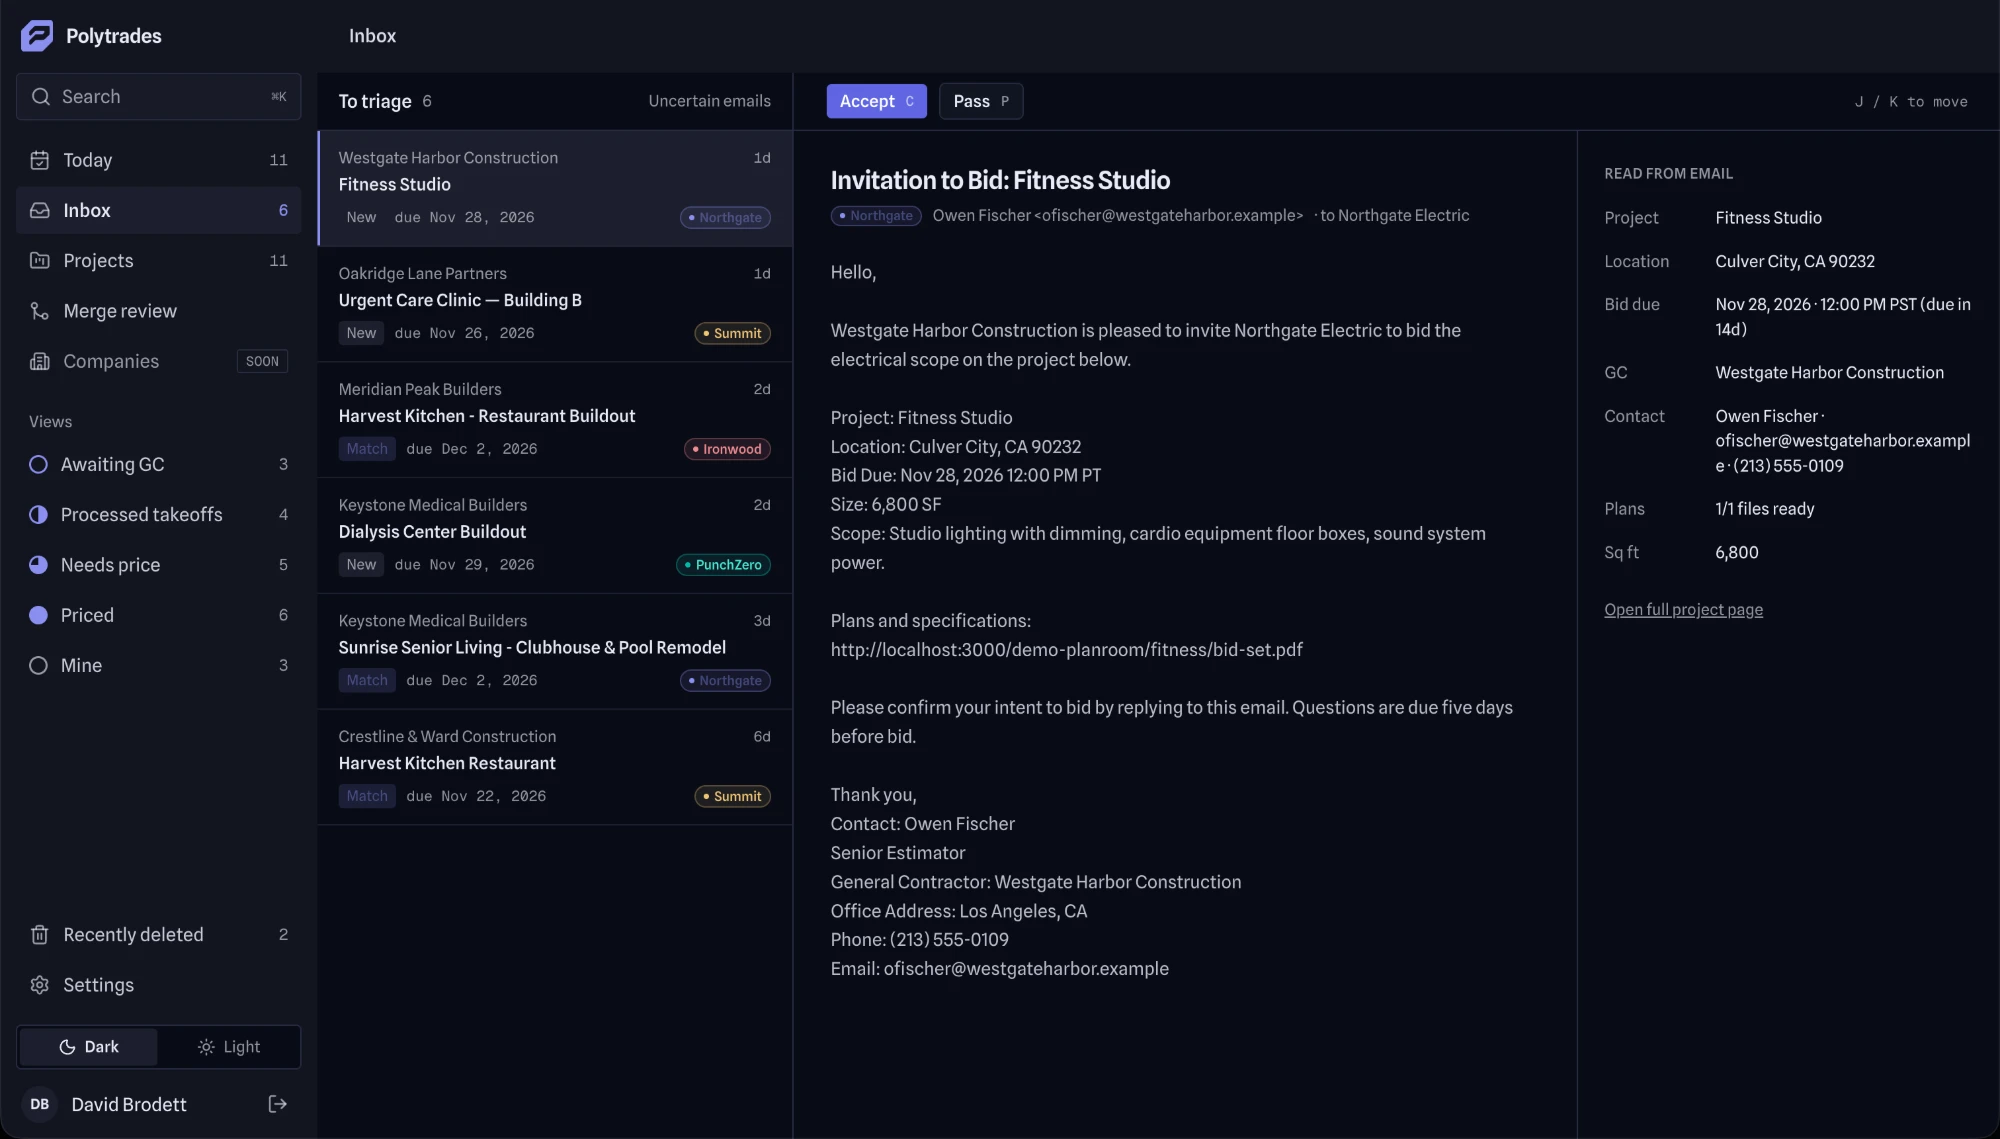 Polytrades
Search ⌘K
Today 11
Inbox 6
Projects 11
Merge review
Companies SOON
Views
Awaiting GC 3
Processed takeoffs 4
Needs price 5
Priced 6
Mine 3
Recently deleted 2
Settings
Dark Light
DB David Brodett
Inbox
To triage 6 Uncertain emails
Westgate Harbor Construction 1d
Fitness Studio
New due Nov 28, 2026 • Northgate
Oakridge Lane Partners 1d
Urgent Care Clinic — Building B
New due Nov 26, 2026 • Summit
Meridian Peak Builders 2d
Harvest Kitchen - Restaurant Buildout
Match due Dec 2, 2026 • Ironwood
Keystone Medical Builders 2d
Dialysis Center Buildout
New due Nov 29, 2026 • PunchZero
Keystone Medical Builders 3d
Sunrise Senior Living - Clubhouse & Pool Remodel
Match due Dec 2, 2026 • Northgate
Crestline & Ward Construction 6d
Harvest Kitchen Restaurant
Match due Nov 22, 2026 • Summit
Accept C Pass P J / K to move
Invitation to Bid: Fitness Studio
• Northgate Owen Fischer <ofischer@westgateharbor.example> · to Northgate Electric
Hello,
Westgate Harbor Construction is pleased to invite Northgate Electric to bid the
electrical scope on the project below.
Project: Fitness Studio
Location: Culver City, CA 90232
Bid Due: Nov 28, 2026 12:00 PM PT
Size: 6,800 SF
Scope: Studio lighting with dimming, cardio equipment floor boxes, sound system
power.
Plans and specifications:
http://localhost:3000/demo-planroom/fitness/bid-set.pdf
Please confirm your intent to bid by replying to this email. Questions are due five days
before bid.
Thank you,
Contact: Owen Fischer
Senior Estimator
General Contractor: Westgate Harbor Construction
Office Address: Los Angeles, CA
Phone: (213) 555-0109
Email: ofischer@westgateharbor.example
READ FROM EMAIL
Project Fitness Studio
Location Culver City, CA 90232
Bid due Nov 28, 2026 · 12:00 PM PST (due in
14d)
GC Westgate Harbor Construction
Contact Owen Fischer ·
ofischer@westgateharbor.exampl
e · (213) 555-0109
Plans 1/1 files ready
Sq ft 6,800
Open full project page